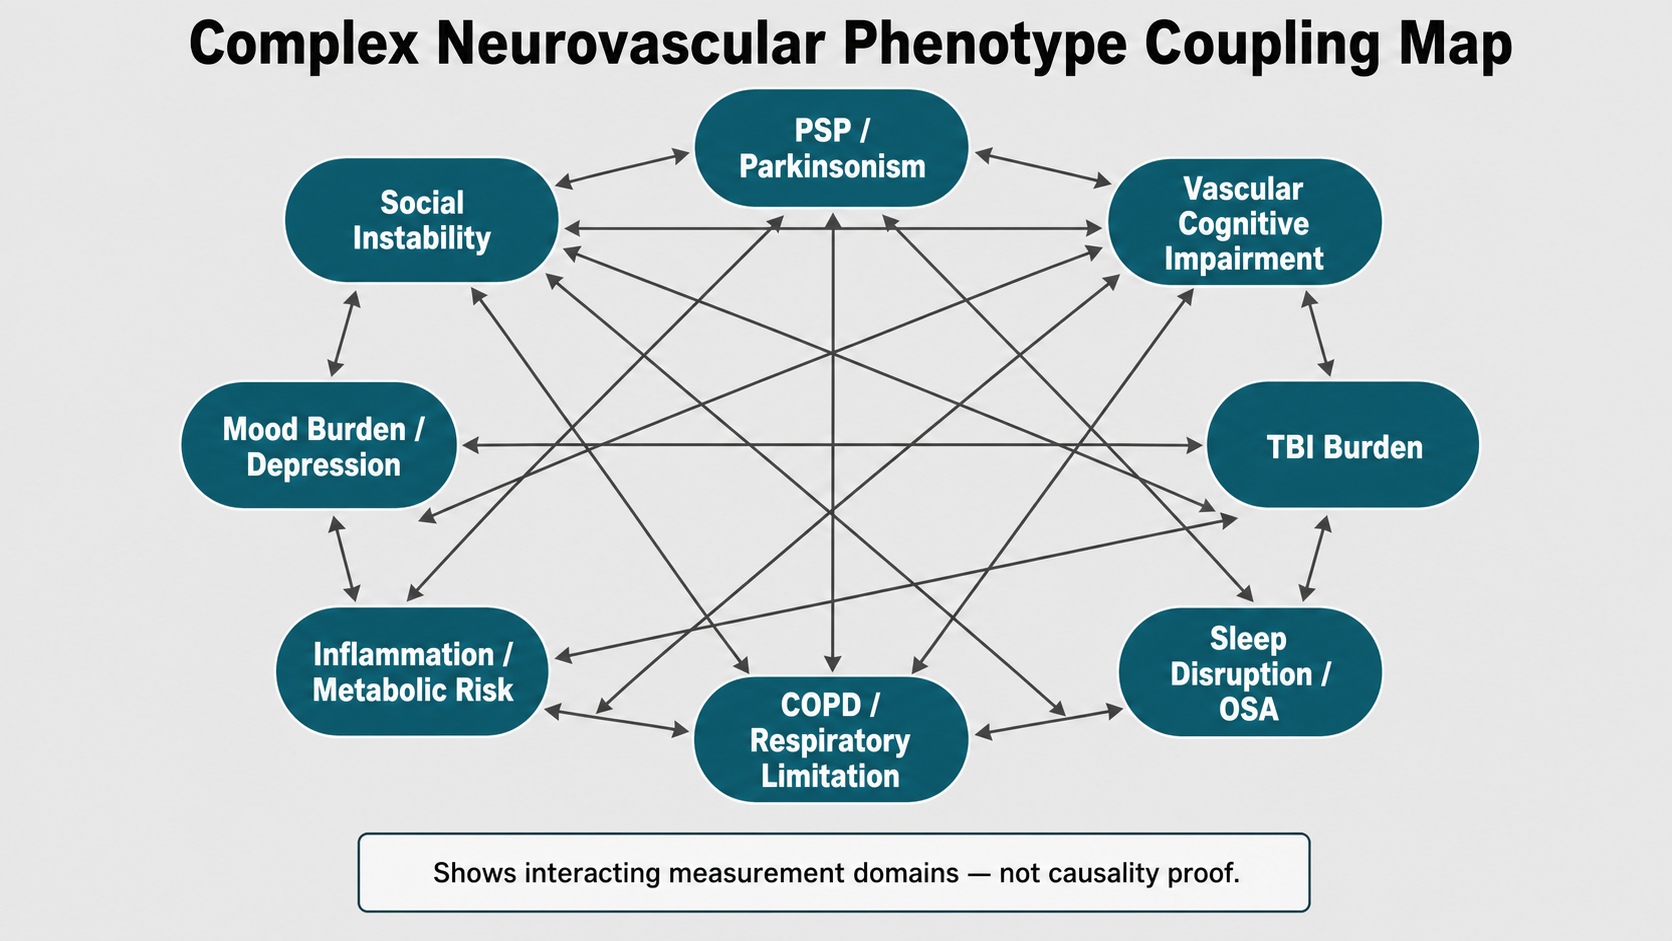 Complex Neurovascular Phenotype Coupling Map
PSP /
Parkinsonism
Social
Instability
Vascular
Cognitive
Impairment
Mood Burden /
Depression
TBI Burden
Inflammation /
Metabolic Risk
COPD /
Respiratory
Limitation
Sleep
Disruption /
OSA
Shows interacting measurement domains — not causality proof.